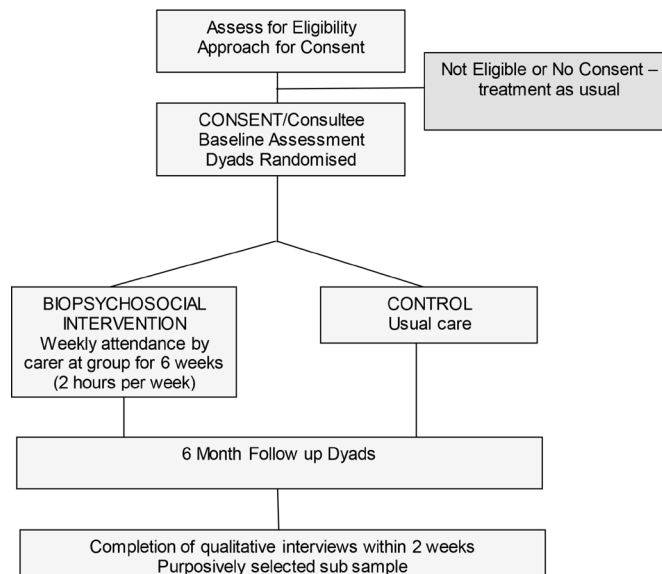 Assess for Eligibility
Approach for Consent
Not Eligible or No Consent –
treatment as usual
CONSENT/Consultee
Baseline Assessment
Dyads Randomised
BIOPSYCHOSOCIAL
INTERVENTION
Weekly attendance by
carer at group for 6 weeks
(2 hours per week)
CONTROL
Usual care
6 Month Follow up Dyads
Completion of qualitative interviews within 2 weeks
Purposively selected sub sample